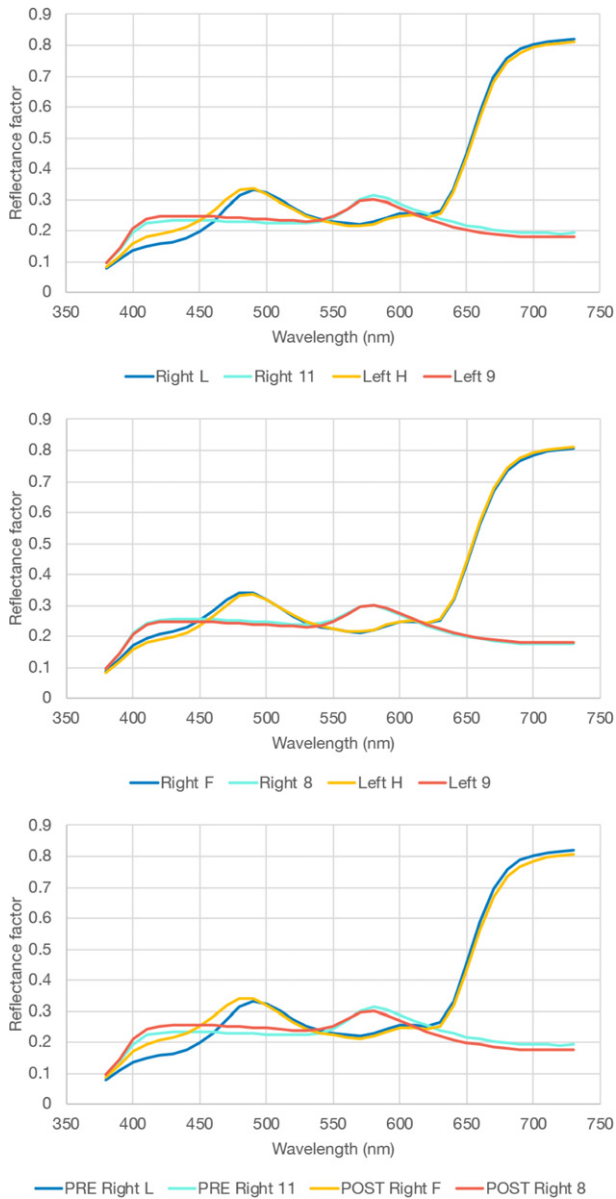 Reflectance factor
0.9
0.8
0.7
0.6
0.5
0.4
0.3
0.2
0.1
0
350 400 450 500 550 600 650 700 750
Wavelength (nm)
Right L Right 11 Left H Left 9
Reflectance factor
0.9
0.8
0.7
0.6
0.5
0.4
0.3
0.2
0.1
0
350 400 450 500 550 600 650 700 750
Wavelength (nm)
Right F Right 8 Left H Left 9
Reflectance factor
0.9
0.8
0.7
0.6
0.5
0.4
0.3
0.2
0.1
0
350 400 450 500 550 600 650 700 750
Wavelength (nm)
PRE Right L PRE Right 11 POST Right F POST Right 8